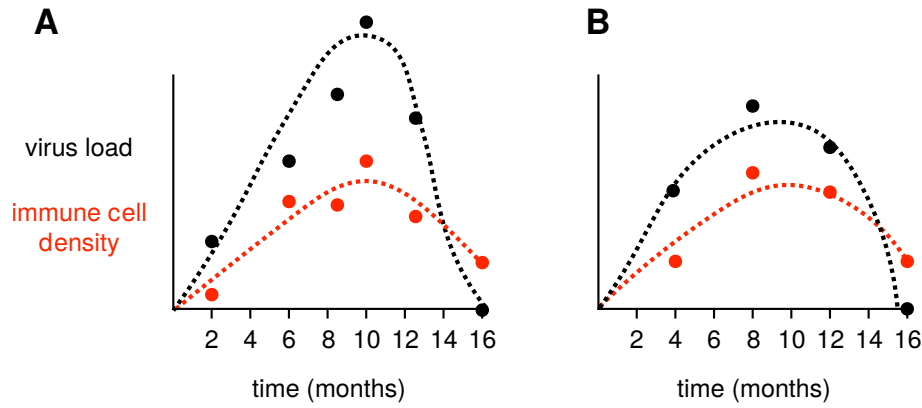 A
B
virus load
immune cell
density
2 4 6 8 10 12 14 16
2 4 6 8 10 12 14 16
time (months)
time (months)